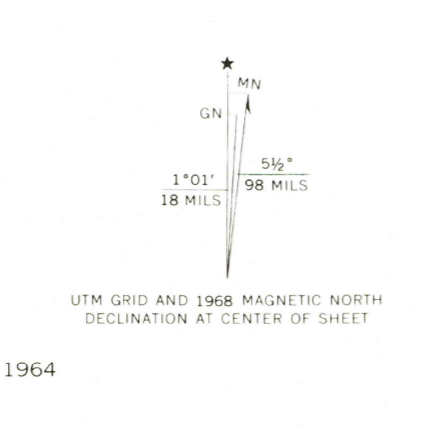 ★
MN
GN
5½°
1°01'
98 MILS
18 MILS
UTM GRID AND 1968 MAGNETIC NORTH
DECLINATION AT CENTER OF SHEET
1964